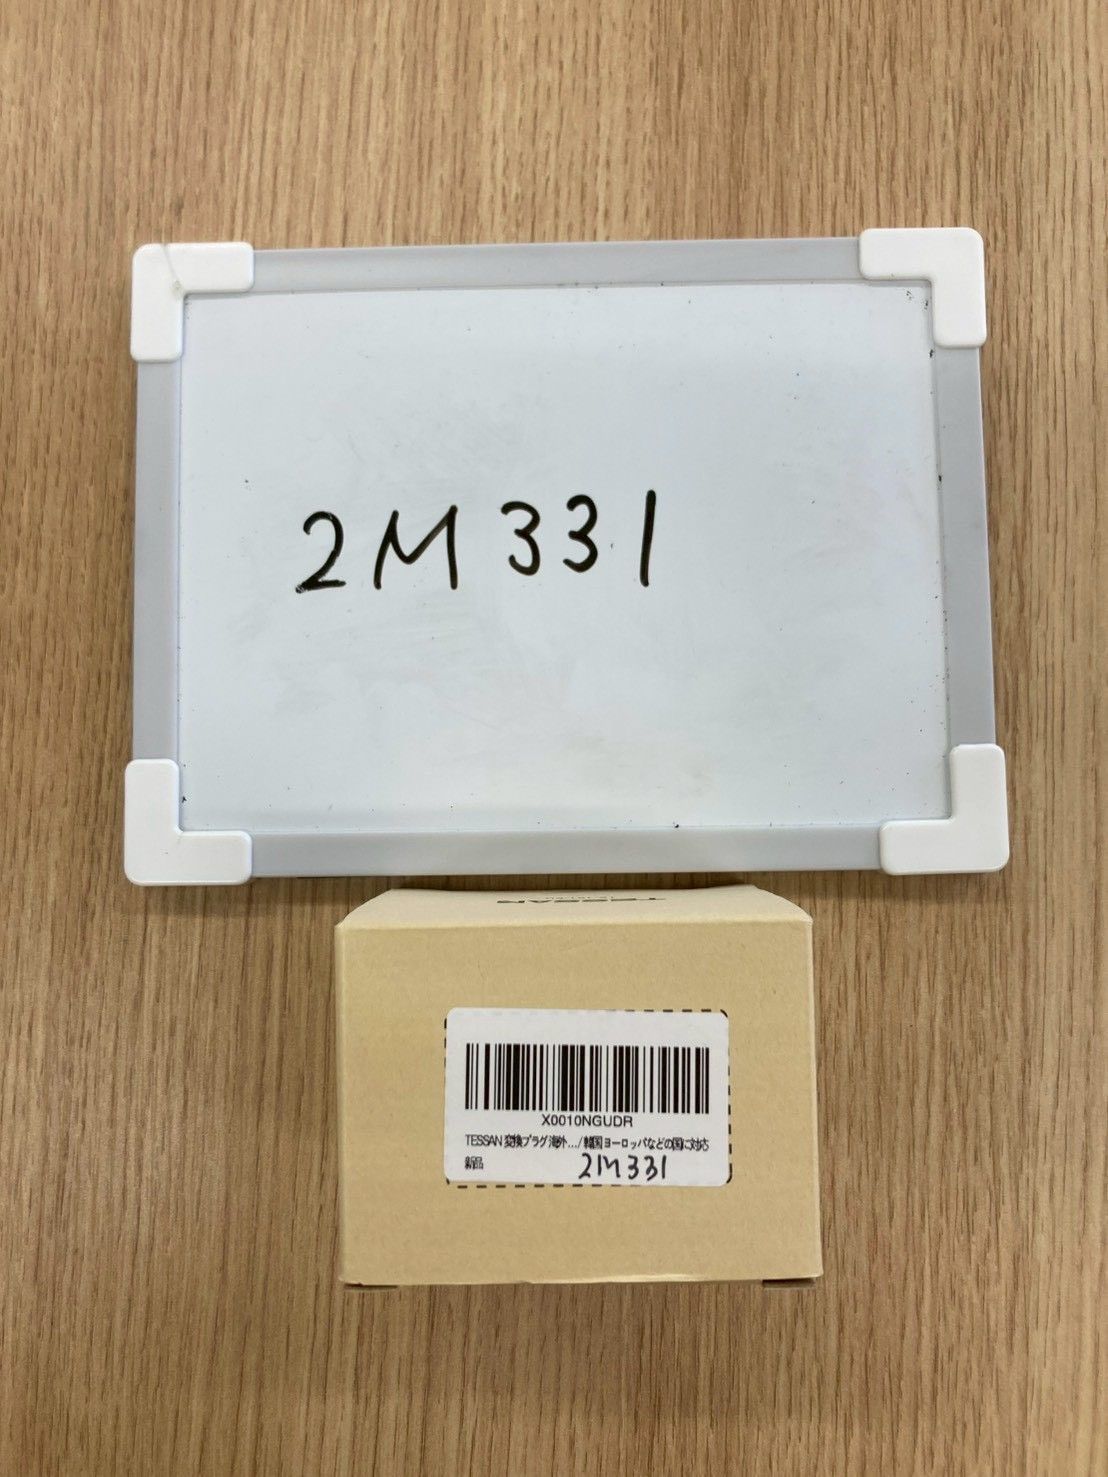 2M331
TESSAN
X0010NGUDR
TESSAN 変換プラグ 海外.../韓国 ヨーロッパなどの国に対応
新品
2M331